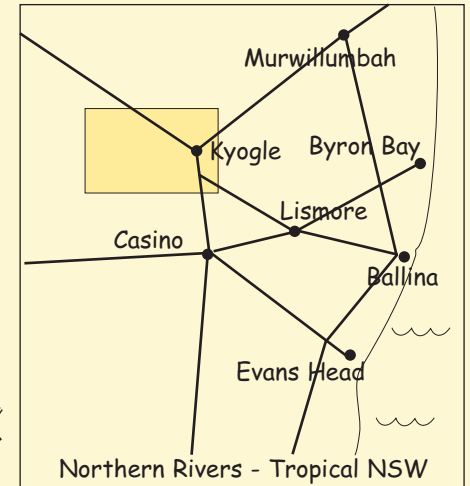 Murwillumbah
Kyogle
Byron Bay
Lismore
Casino
Ballina
Evans Head
Northern Rivers - Tropical NSW